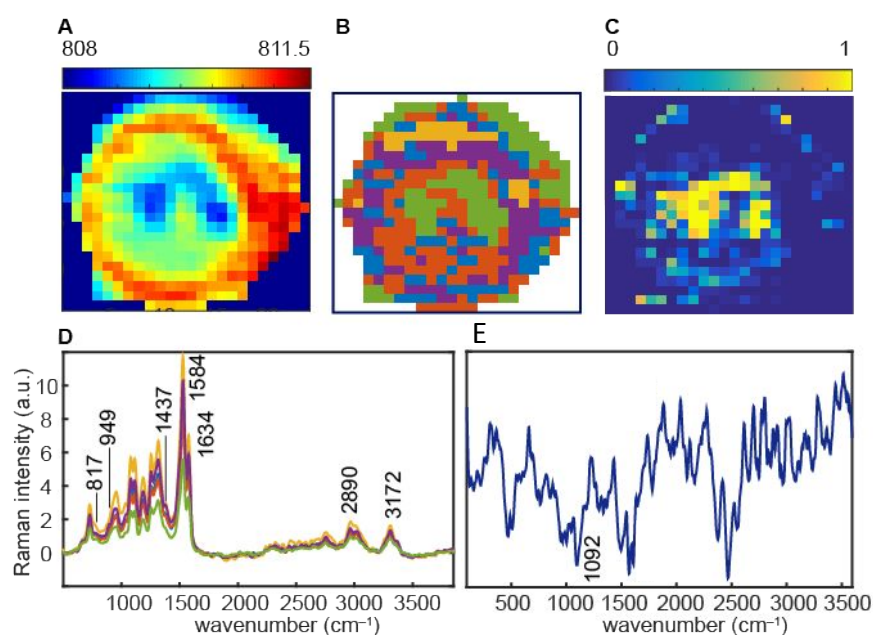 A
808 811.5
B
C
0 1
D
Raman intensity (a.u.)
10
8
6
4
2
0
817
949
1437
1584
1634
2890
3172
1000 1500 2000 2500 3000 3500
wavenumber (cm⁻¹)
E
1092
500 1000 1500 2000 2500 3000 3500
wavenumber (cm⁻¹)